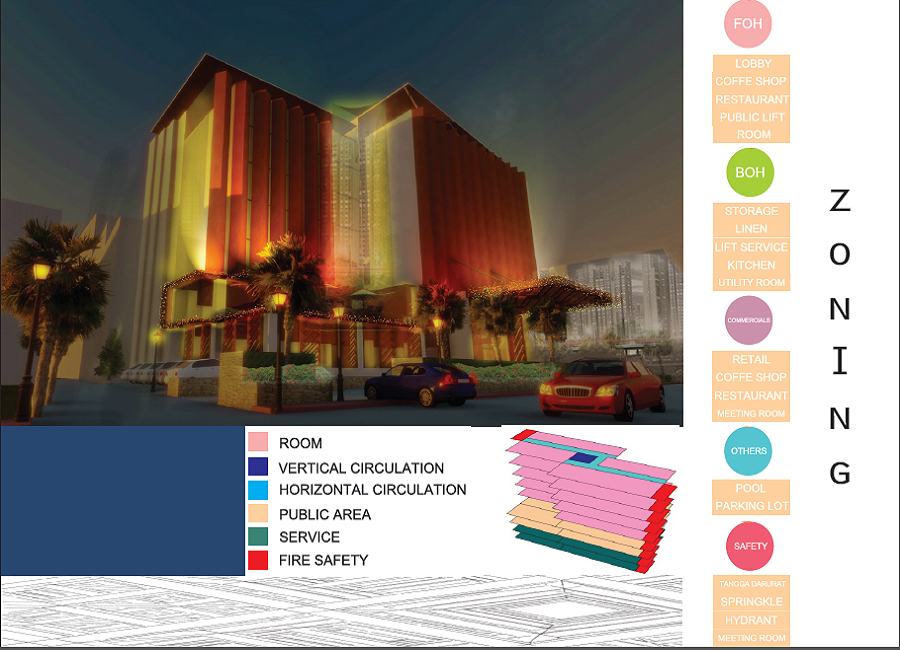 FOH
LOBBY
COFFE SHOP
RESTAURANT
PUBLIC LIFT
ROOM
BOH
STORAGE
LINEN
LIFT SERVICE
KITCHEN
UTILITY ROOM
COMMERCIALS
RETAIL
COFFE SHOP
RESTAURANT
MEETING ROOM
OTHERS
POOL
PARKING LOT
SAFETY
TANGGA DARURAT
SPRINGKLE
HYDRANT
MEETING ROOM
ZONING
ROOM
VERTICAL CIRCULATION
HORIZONTAL CIRCULATION
PUBLIC AREA
SERVICE
FIRE SAFETY